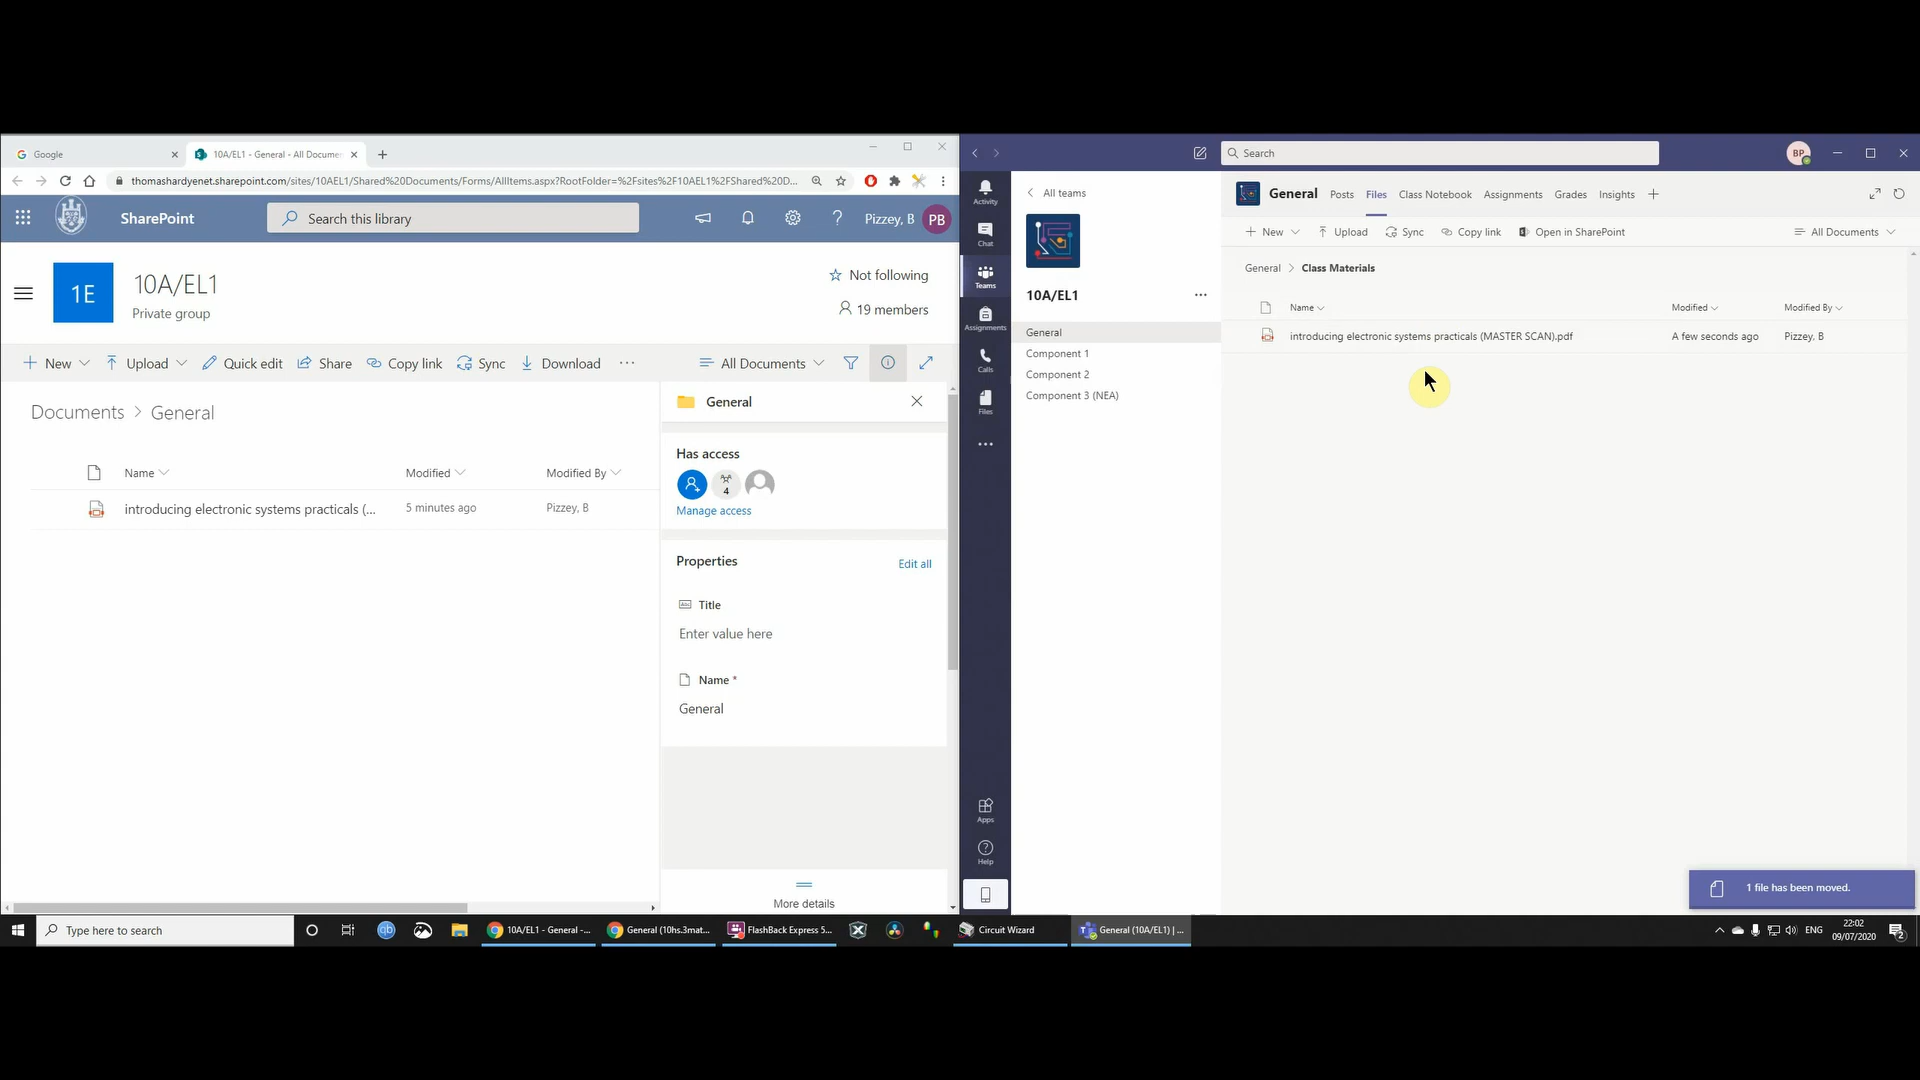 Google
10A/EL1 - General - All Documen
thomashardyenet.sharepoint.com/sites/10AEL1/Shared%20Documents/Forms/AllItems.aspx?RootFolder=%2Fsites%2F10AEL1%2FShared%20D...
SharePoint
Search this library
Pizzey, B
PB
1E
10A/EL1
Private group
Not following
19 members
New
Upload
Quick edit
Share
Copy link
Sync
Download
All Documents
Documents > General
Name
Modified
Modified By
introducing electronic systems practicals (...
5 minutes ago
Pizzey, B
General
Has access
4
Manage access
Properties
Edit all
Abc
Title
Enter value here
Name *
General
More details
Search
BP
Activity
Chat
Teams
Assignments
Calls
Files
Apps
Help
All teams
10A/EL1
General
Component 1
Component 2
Component 3 (NEA)
General
Posts
Files
Class Notebook
Assignments
Grades
Insights
New
Upload
Sync
Copy link
Open in SharePoint
All Documents
General > Class Materials
Name
Modified
Modified By
introducing electronic systems practicals (MASTER SCAN).pdf
A few seconds ago
Pizzey, B
1 file has been moved.
Type here to search
qb
10A/EL1 - General -...
General (10hs.3mat...
FlashBack Express 5...
Circuit Wizard
General (10A/EL1) | ...
ENG
22:02
09/07/2020
2